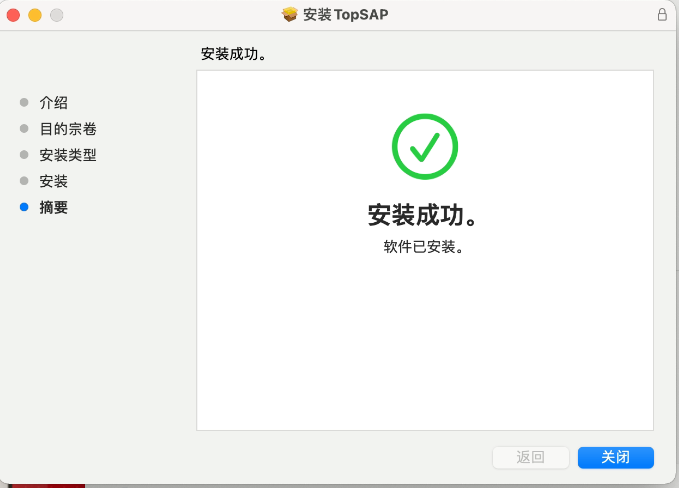 安装 TopSAP
安装成功。
介绍
目的宗卷
安装类型
安装
摘要
安装成功。
软件已安装。
返回
关闭